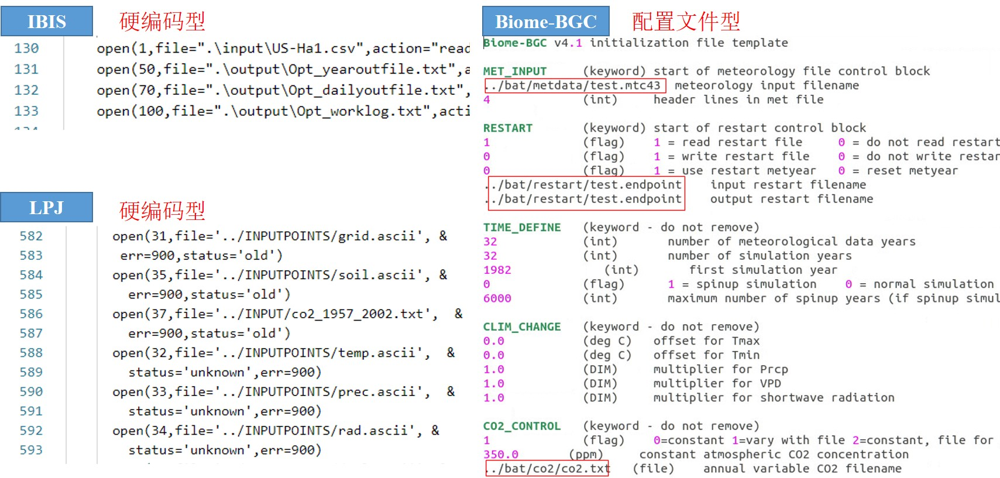 IBIS 硬编码型
130 open(1,file=".\input\US-Ha1.csv",action="read
131 open(50,file=".\output\Opt_yearoutfile.txt",a
132 open(70,file=".\output\Opt_dailyoutfile.txt",
133 open(100,file=".\output\Opt_worklog.txt",acti
LPJ 硬编码型
582 open(31,file='../INPUTPOINTS/grid.ascii', &
583 err=900,status='old')
584 open(35,file='../INPUTPOINTS/soil.ascii', &
585 err=900,status='old')
586 open(37,file='../INPUT/co2_1957_2002.txt', &
587 err=900,status='old')
588 open(32,file='../INPUTPOINTS/temp.ascii', &
589 status='unknown',err=900)
590 open(33,file='../INPUTPOINTS/prec.ascii', &
591 status='unknown',err=900)
592 open(34,file='../INPUTPOINTS/rad.ascii', &
593 status='unknown',err=900)
Biome-BGC 配置文件型
Biome-BGC v4.1 initialization file template
MET_INPUT (keyword) start of meteorology file control block
../bat/metdata/test.mtc43 meteorology input filename
4 (int) header lines in met file
RESTART (keyword) start of restart control block
1 (flag) 1 = read restart file 0 = do not read restart
0 (flag) 1 = write restart file 0 = do not write restar
0 (flag) 1 = use restart metyear 0 = reset metyear
../bat/restart/test.endpoint input restart filename
../bat/restart/test.endpoint output restart filename
TIME_DEFINE (keyword - do not remove)
32 (int) number of meteorological data years
32 (int) number of simulation years
1982 (int) first simulation year
0 (flag) 1 = spinup simulation 0 = normal simulation
6000 (int) maximum number of spinup years (if spinup simul
CLIM_CHANGE (keyword - do not remove)
0.0 (deg C) offset for Tmax
0.0 (deg C) offset for Tmin
1.0 (DIM) multiplier for Prcp
1.0 (DIM) multiplier for VPD
1.0 (DIM) multiplier for shortwave radiation
CO2_CONTROL (keyword - do not remove)
1 (flag) 0=constant 1=vary with file 2=constant, file for
350.0 (ppm) constant atmospheric CO2 concentration
../bat/co2/co2.txt (file) annual variable CO2 filename